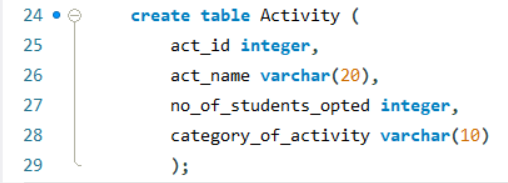 24 create table Activity (
25 act_id integer,
26 act_name varchar(20),
27 no_of_students_opted integer,
28 category_of_activity varchar(10)
29 );